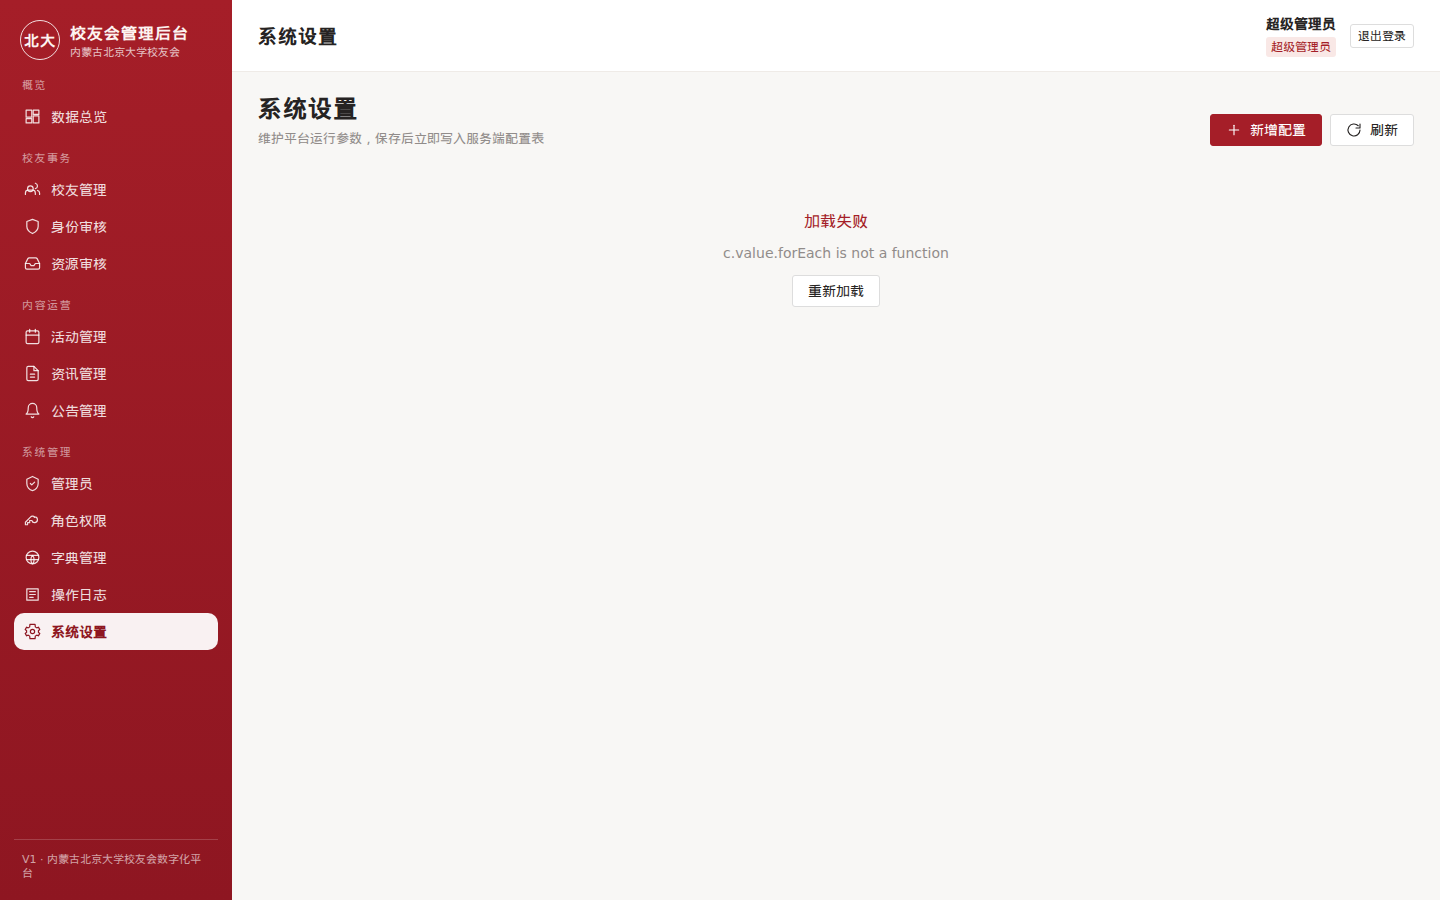 北大
校友会管理后台
内蒙古北京大学校友会
概览
数据总览
校友事务
校友管理
身份审核
资源审核
内容运营
活动管理
资讯管理
公告管理
系统管理
管理员
角色权限
字典管理
操作日志
系统设置
V1 · 内蒙古北京大学校友会数字化平
台
系统设置
超级管理员
超级管理员
退出登录
系统设置
维护平台运行参数，保存后立即写入服务端配置表
新增配置
刷新
加载失败
c.value.forEach is not a function
重新加载